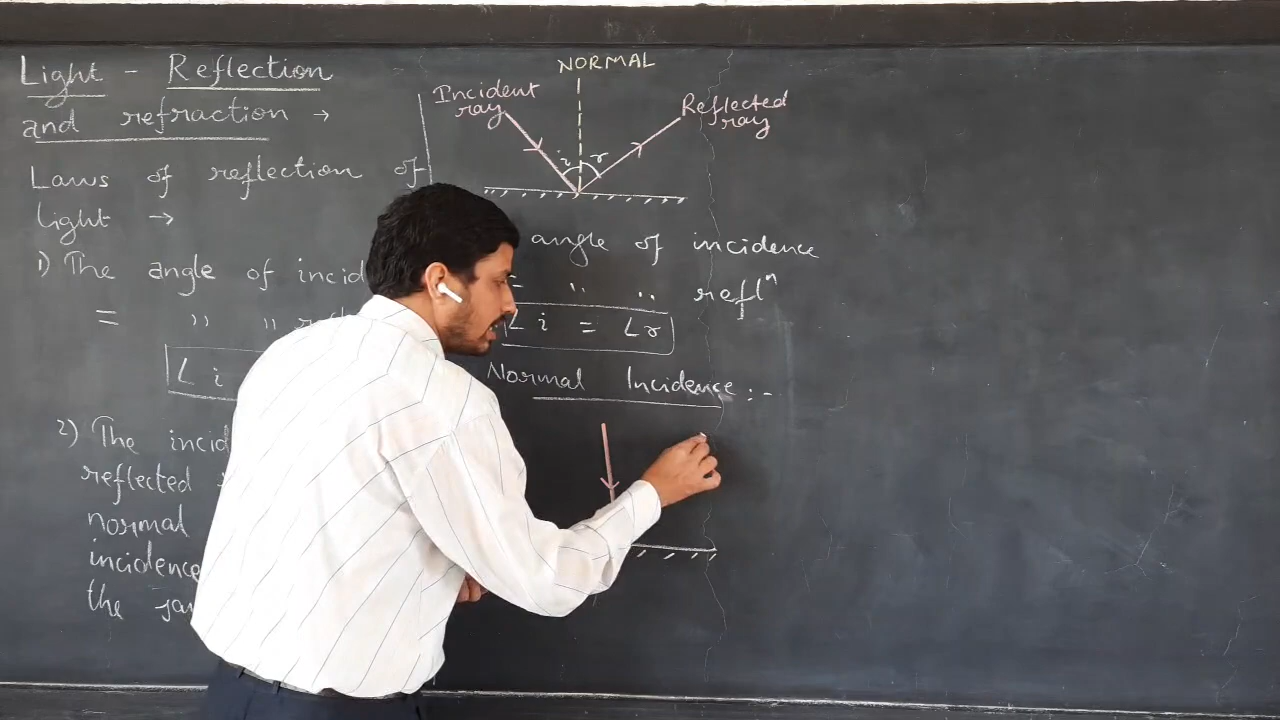 Light - Reflection
and refraction →
Laws of reflection of
light →
1) The angle of incid
= " " refl
∠i
2) The incid
reflected
normal
incidence
the sa
NORMAL
Incident
ray
Reflected
ray
i r
angle of incidence
= " " reflⁿ
∠i = ∠r
Normal Incidence :-